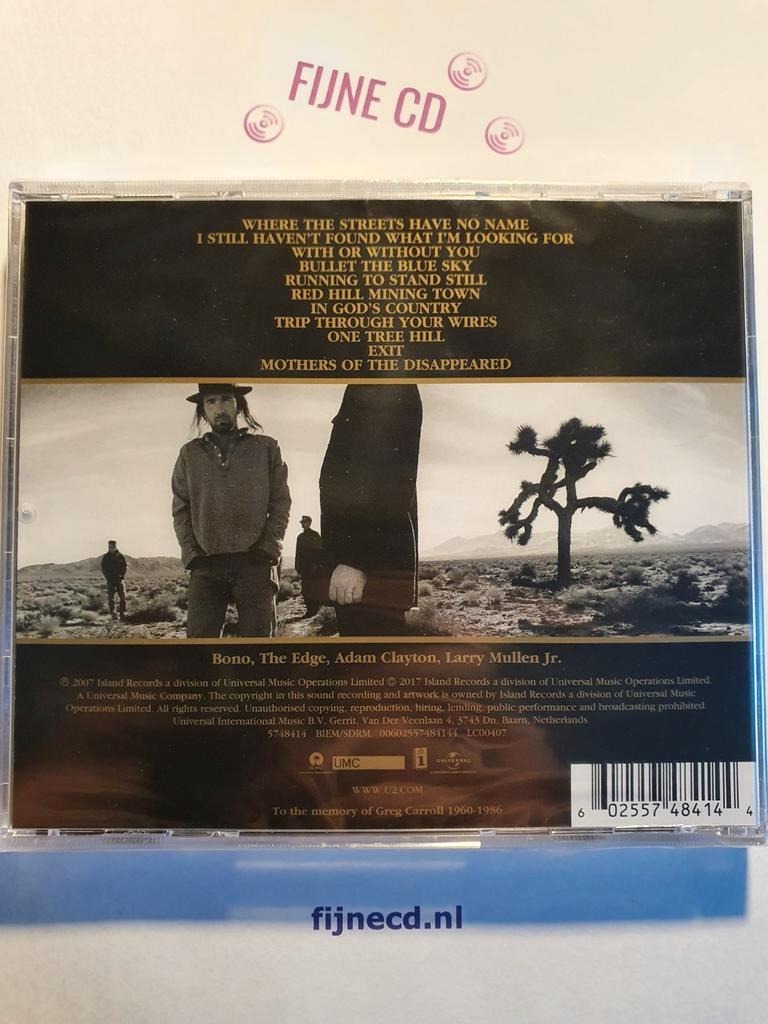 FIJNE CD
WHERE THE STREETS HAVE NO NAME
I STILL HAVEN'T FOUND WHAT I'M LOOKING FOR
WITH OR WITHOUT YOU
BULLET THE BLUE SKY
RUNNING TO STAND STILL
RED HILL MINING TOWN
IN GOD'S COUNTRY
TRIP THROUGH YOUR WIRES
ONE TREE HILL
EXIT
MOTHERS OF THE DISAPPEARED
Bono, The Edge, Adam Clayton, Larry Mullen Jr.
℗ 2007 Island Records a division of Universal Music Operations Limited © 2017 Island Records a division of Universal Music Operations Limited.
A Universal Music Company. The copyright in this sound recording and artwork is owned by Island Records a division of Universal Music
Operations Limited. All rights reserved. Unauthorised copying, reproduction, hiring, lending, public performance and broadcasting prohibited.
Universal International Music B.V. Gerrit, Van Der Veenlaan 4, 3743 Dn. Baarn, Netherlands.
5748414 BIEM/SDRM. 00602557484144 LC00407
UMC
UNIVERSAL
WWW.U2.COM
To the memory of Greg Carroll 1960-1986
6 02557 48414 4
fijnecd.nl